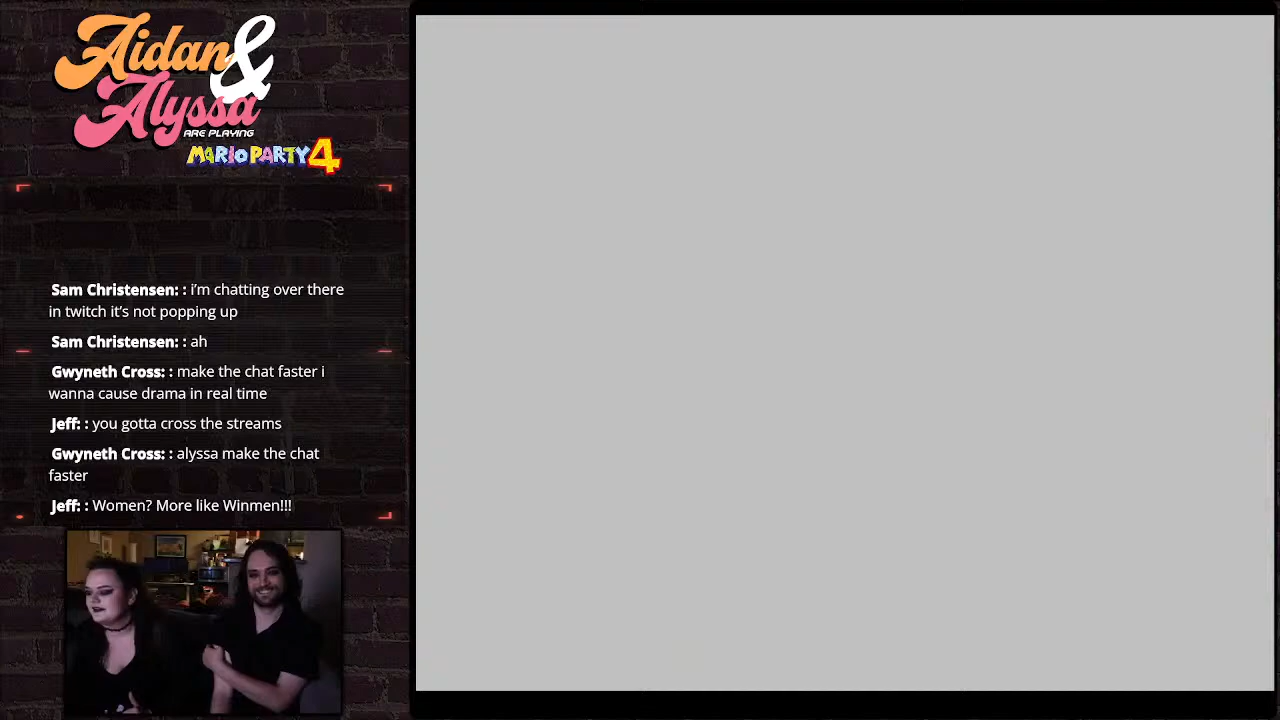 Aidan &
Alyssa
ARE PLAYING
MARIO PARTY 4
Sam Christensen: : i'm chatting over there
in twitch it's not popping up
Sam Christensen: : ah
Gwyneth Cross: : make the chat faster i
wanna cause drama in real time
Jeff: : you gotta cross the streams
Gwyneth Cross: : alyssa make the chat
faster
Jeff: : Women? More like Winmen!!!